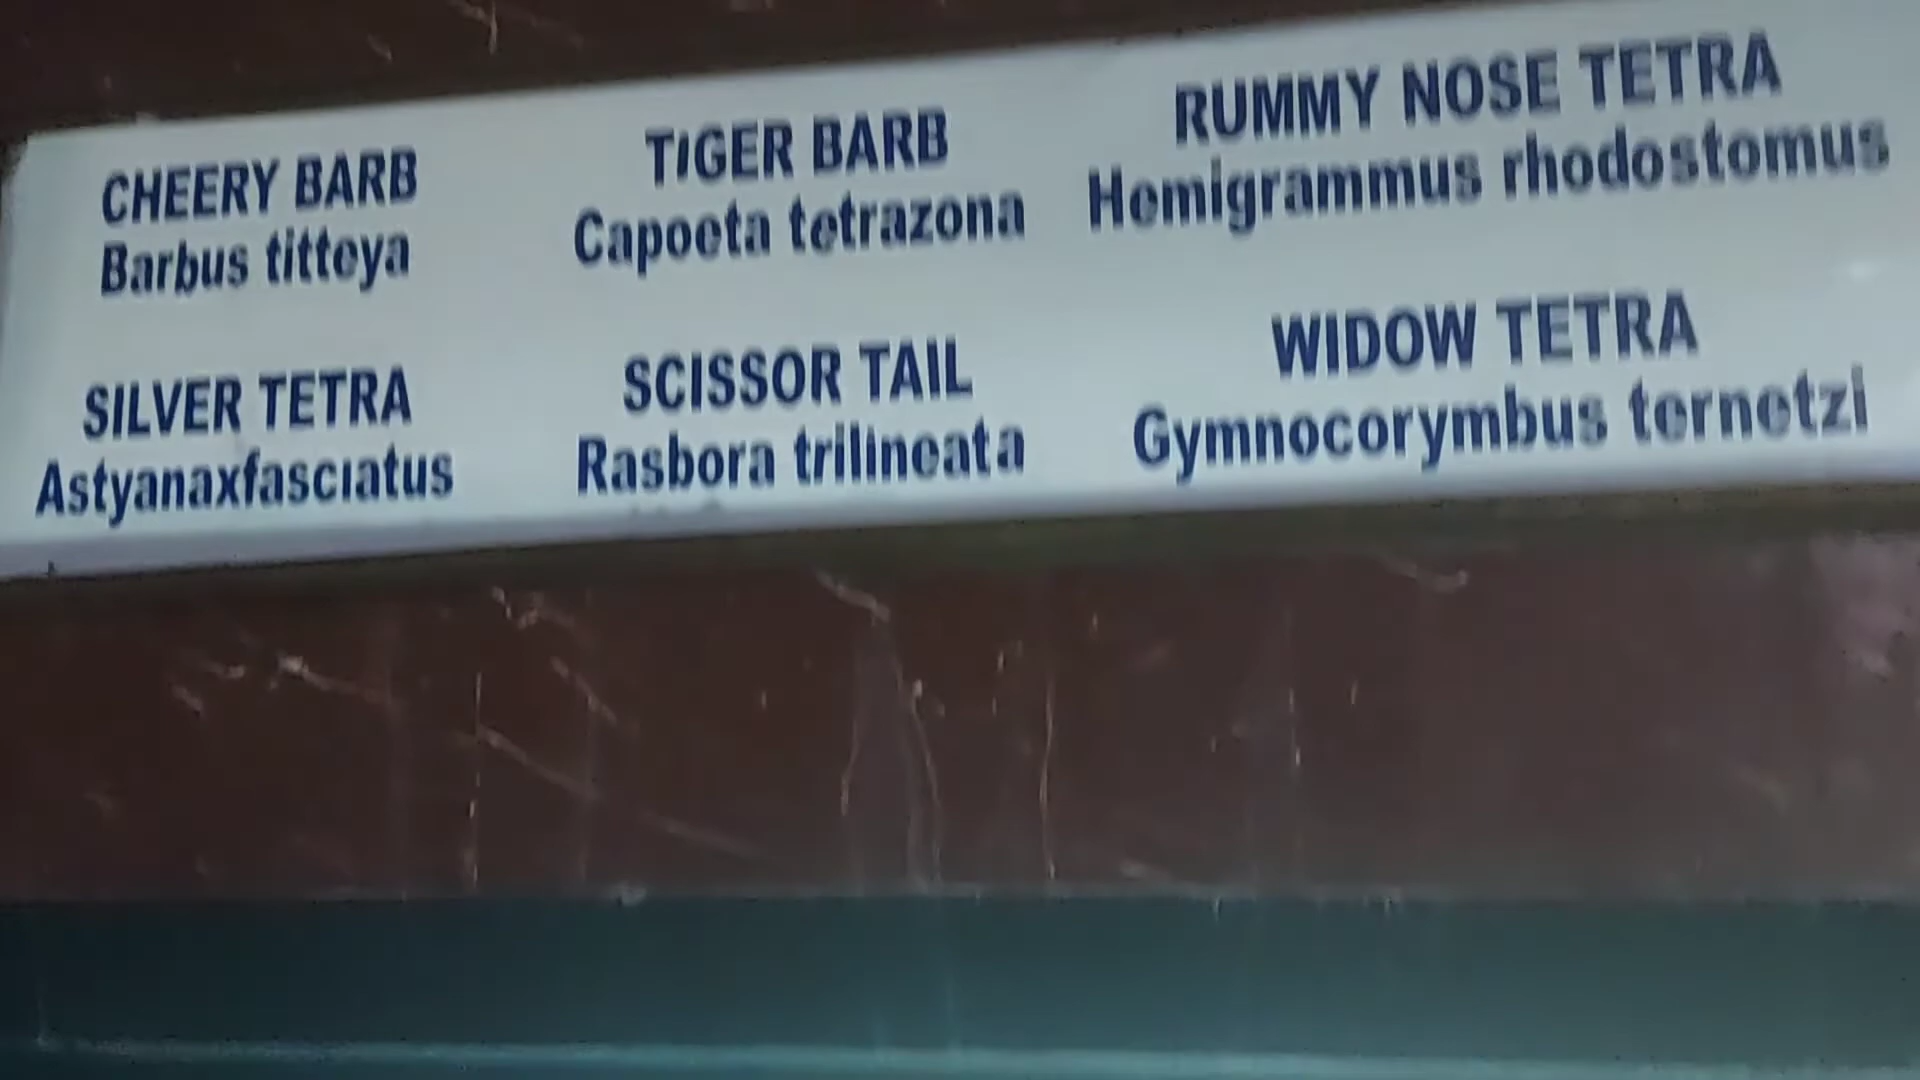 CHEERY BARB
Barbus titteya
TIGER BARB
Capoeta tetrazona
RUMMY NOSE TETRA
Hemigrammus rhodostomus
SILVER TETRA
Astyanaxfasciatus
SCISSOR TAIL
Rasbora trilineata
WIDOW TETRA
Gymnocorymbus ternetzi